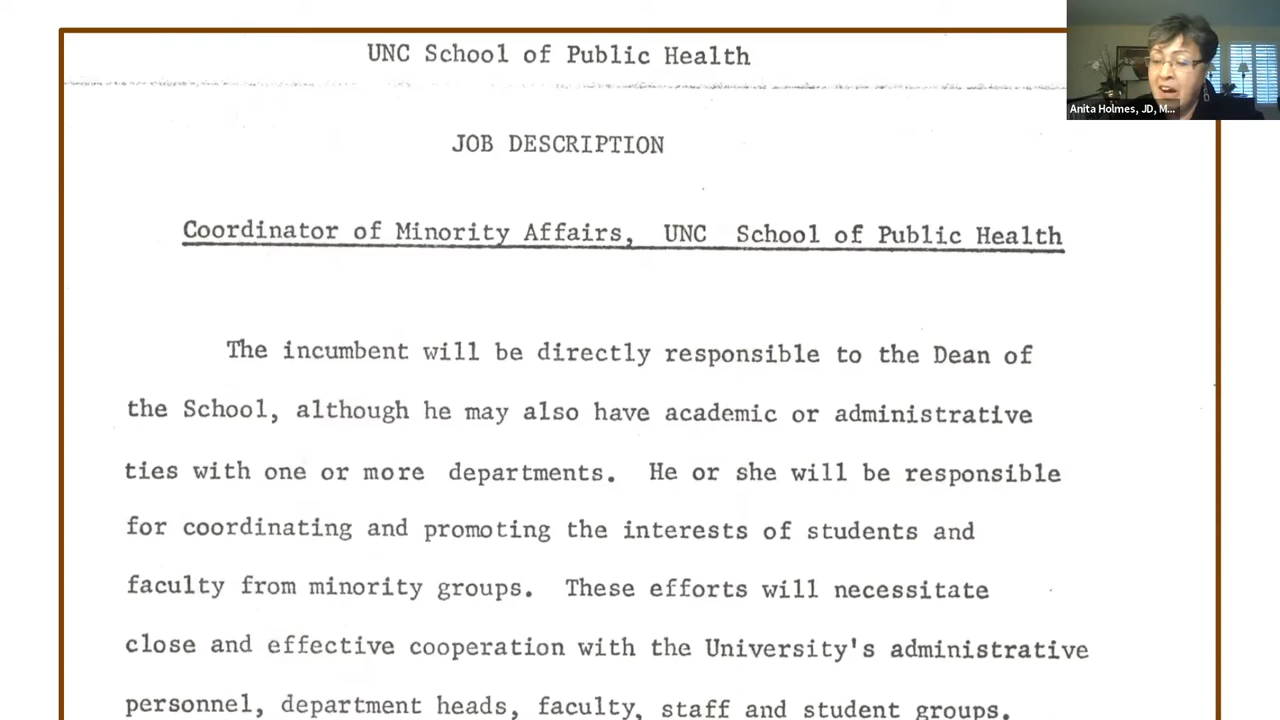 UNC School of Public Health
JOB DESCRIPTION
Coordinator of Minority Affairs, UNC School of Public Health
The incumbent will be directly responsible to the Dean of
the School, although he may also have academic or administrative
ties with one or more departments. He or she will be responsible
for coordinating and promoting the interests of students and
faculty from minority groups. These efforts will necessitate
close and effective cooperation with the University's administrative
personnel, department heads, faculty, staff and student groups.
Anita Holmes, JD, M...